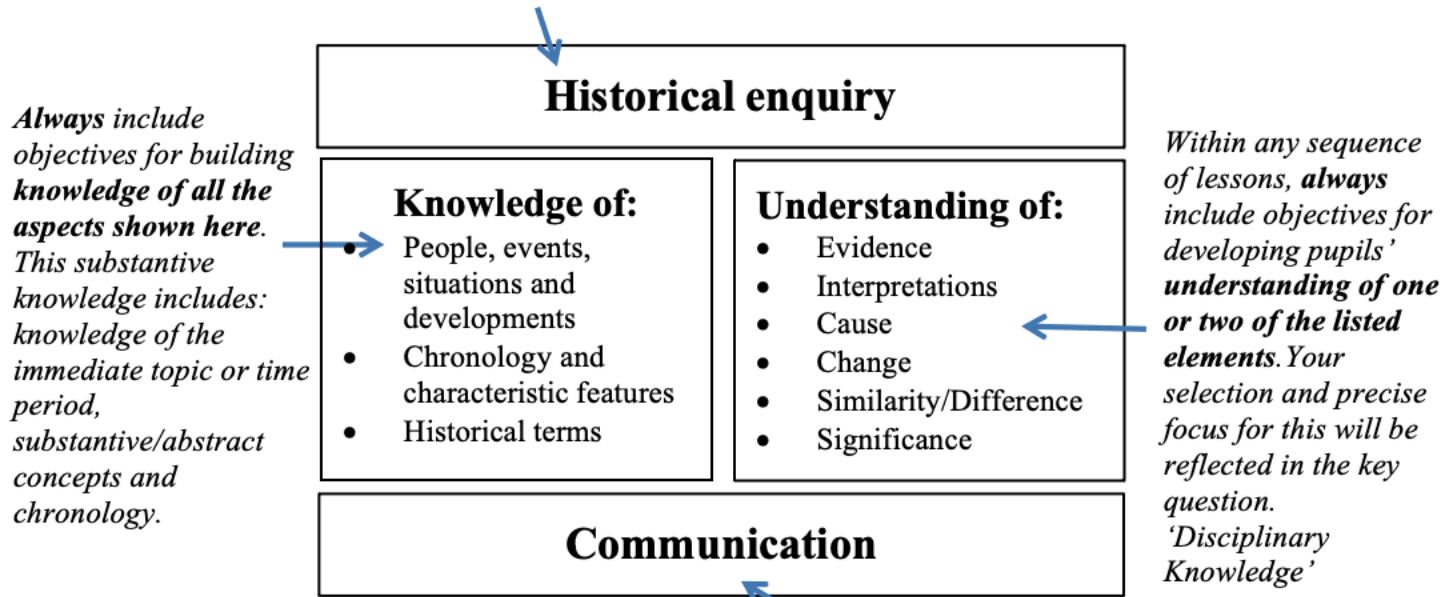 Historical enquiry
Always include
objectives for building
knowledge of all the
aspects shown here.
This substantive
knowledge includes:
knowledge of the
immediate topic or time
period,
substantive/abstract
concepts and
chronology.
Knowledge of:
• People, events,
situations and
developments
• Chronology and
characteristic features
• Historical terms
Understanding of:
• Evidence
• Interpretations
• Cause
• Change
• Similarity/Difference
• Significance
Within any sequence
of lessons, always
include objectives for
developing pupils’
understanding of one
or two of the listed
elements. Your
selection and precise
focus for this will be
reflected in the key
question.
‘Disciplinary
Knowledge’
Communication